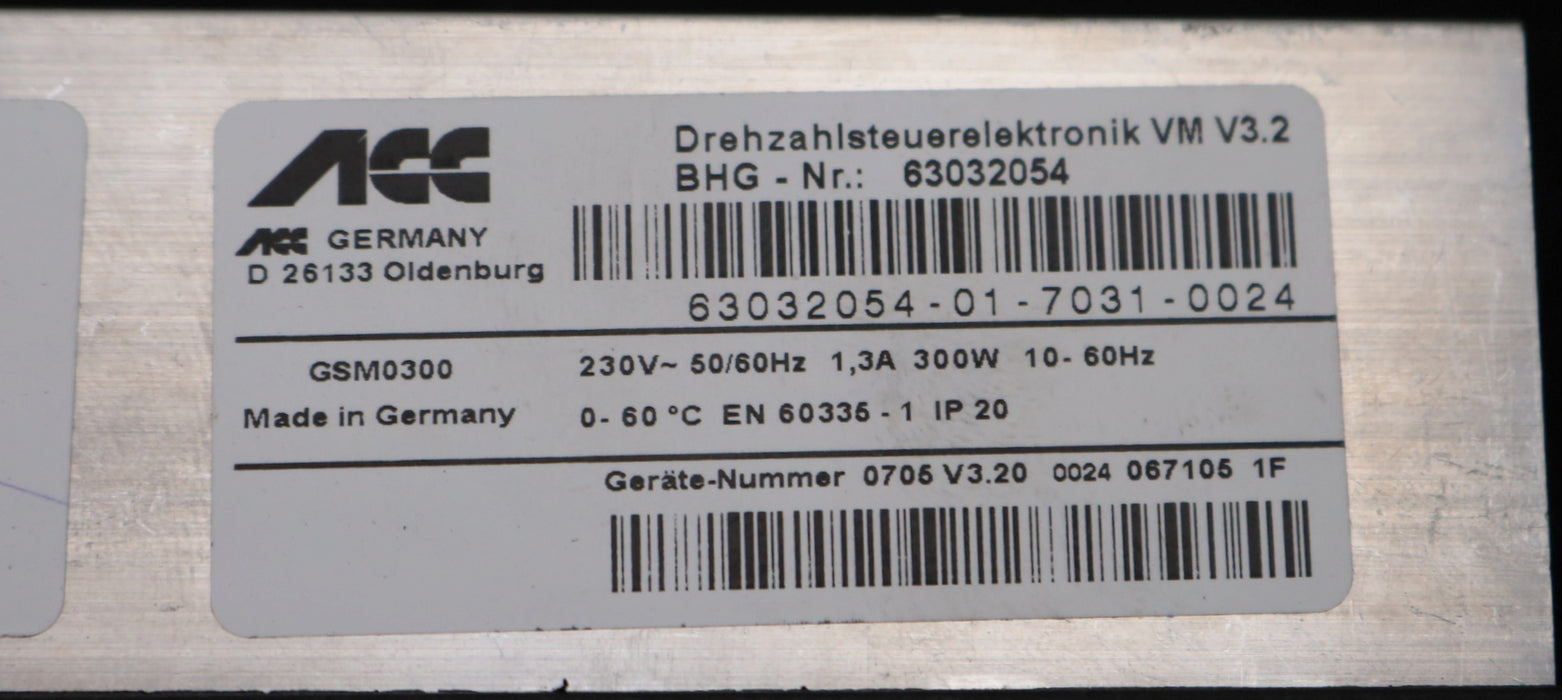 ACC
Drehzahlsteuerelektronik VM V3.2
BHG - Nr.: 63032054
ACC GERMANY
D 26133 Oldenburg
63032054-01-7031-0024
GSM0300 230V~ 50/60Hz 1,3A 300W 10- 60Hz
Made in Germany 0- 60 °C EN 60335 - 1 IP 20
Geräte-Nummer 0705 V3.20 0024 067105 1F